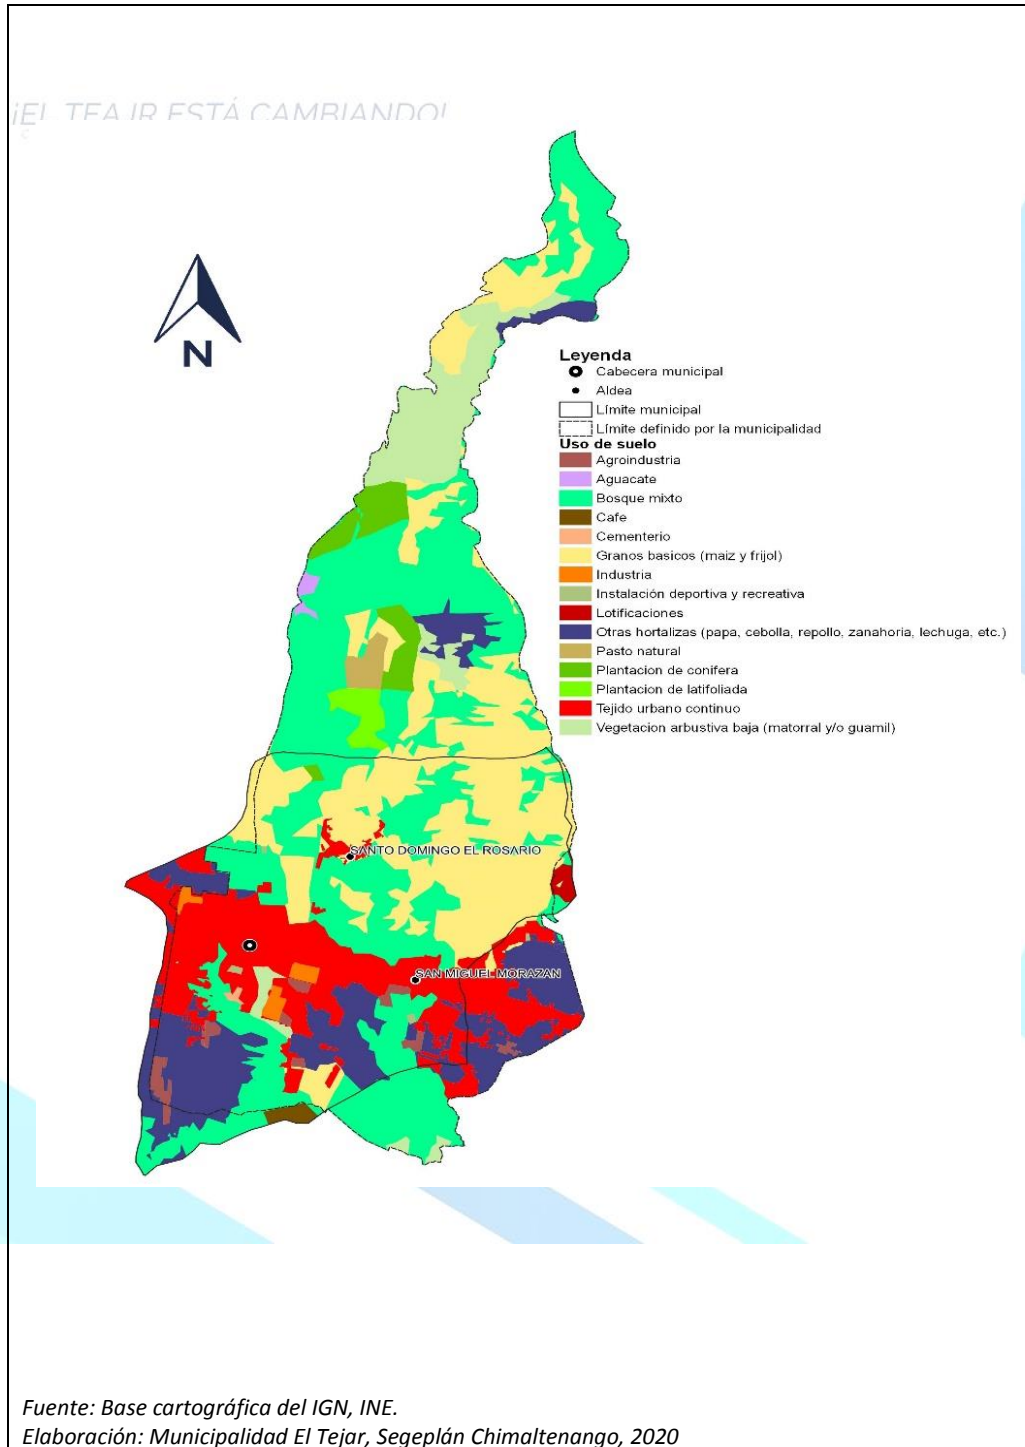 ¡EL TEAJR ESTÁ CAMBIANDO!
N
Leyenda
Cabecera municipal
Aldea
Límite municipal
Límite definido por la municipalidad
Uso de suelo
Agroindustria
Aguacate
Bosque mixto
Cafe
Cementerio
Granos basicos (maiz y frijol)
Industria
Instalación deportiva y recreativa
Lotificaciones
Otras hortalizas (papa, cebolla, repollo, zanahoria, lechuga, etc.)
Pasto natural
Plantacion de conifera
Plantacion de latifoliada
Tejido urbano continuo
Vegetacion arbustiva baja (matorral y/o guamil)
SANTO DOMINGO EL ROSARIO
SAN MIGUEL MORAZAN
Fuente: Base cartográfica del IGN, INE.
Elaboración: Municipalidad El Tejar, Segeplán Chimaltenango, 2020